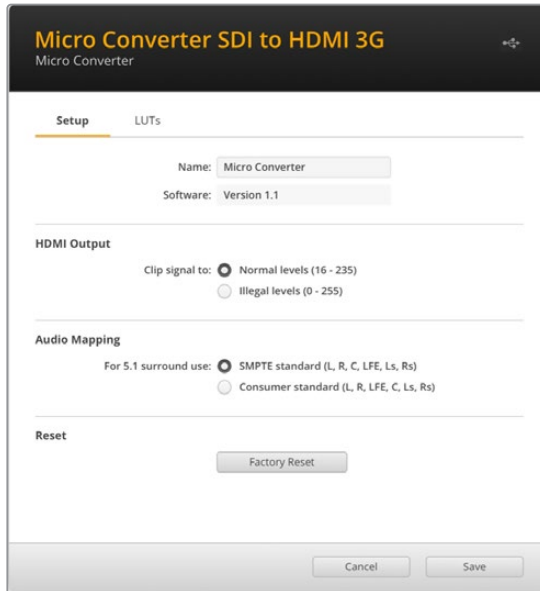 Micro Converter SDI to HDMI 3G
Micro Converter
Setup LUTs
Name: Micro Converter
Software: Version 1.1
HDMI Output
Clip signal to: Normal levels (16 - 235)
Illegal levels (0 - 255)
Audio Mapping
For 5.1 surround use: SMPTE standard (L, R, C, LFE, Ls, Rs)
Consumer standard (L, R, LFE, C, Ls, Rs)
Reset
Factory Reset
Cancel Save